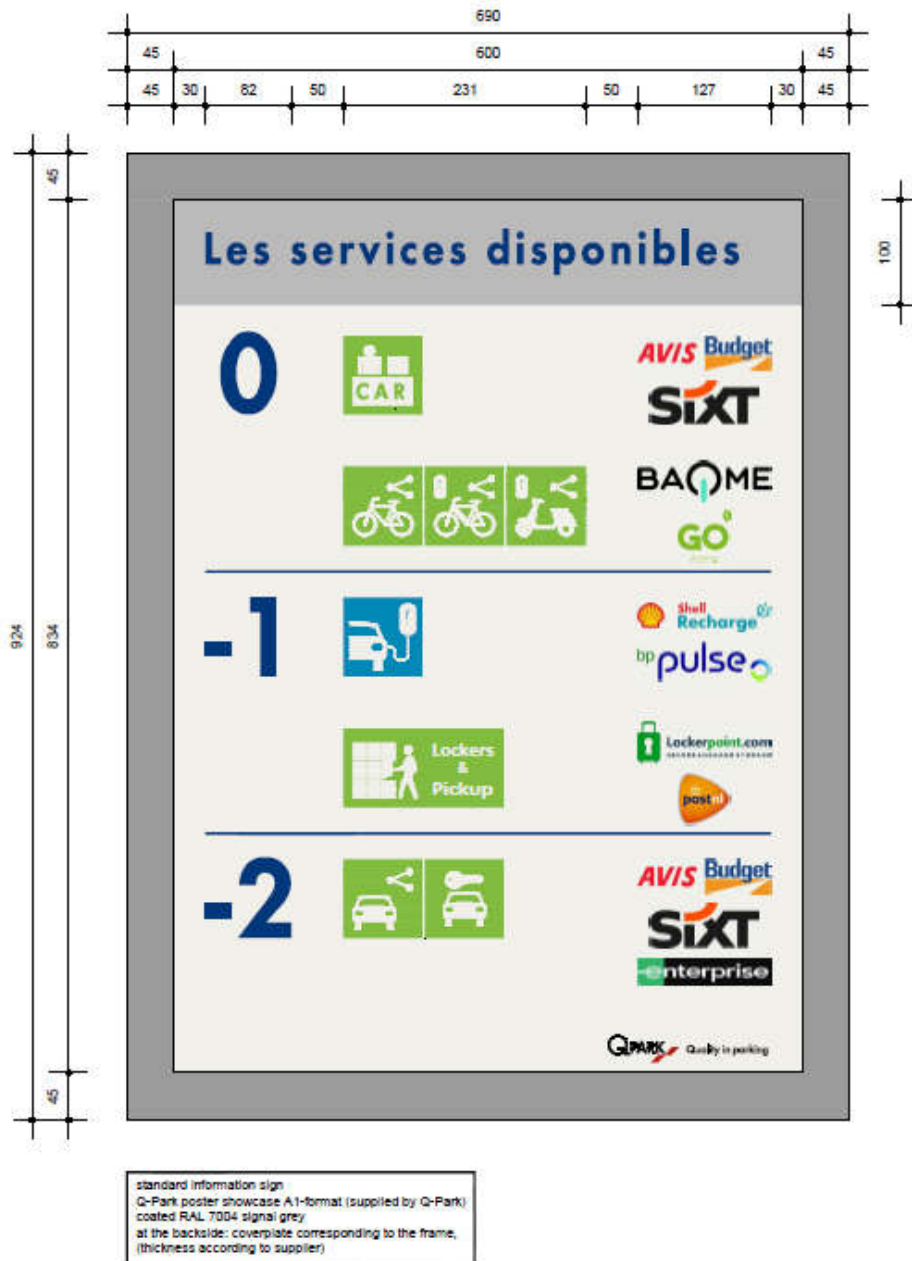 690
45 600 45
45 30 82 50 231 50 127 30 45
45
100
924
834
45
Les services disponibles
0
CAR
AVIS Budget
SIXT
BAQME
GO
-1
Shell
Recharge
bp pulse
Lockers
&
Pickup
Lockerpoint.com
postnl
-2
AVIS Budget
SIXT
enterprise
Q PARK Quality in parking
standard information sign
Q-Park poster showcase A1-format (supplied by Q-Park)
coated RAL 7004 signal grey
at the backside: coverplate corresponding to the frame,
(thickness according to supplier)